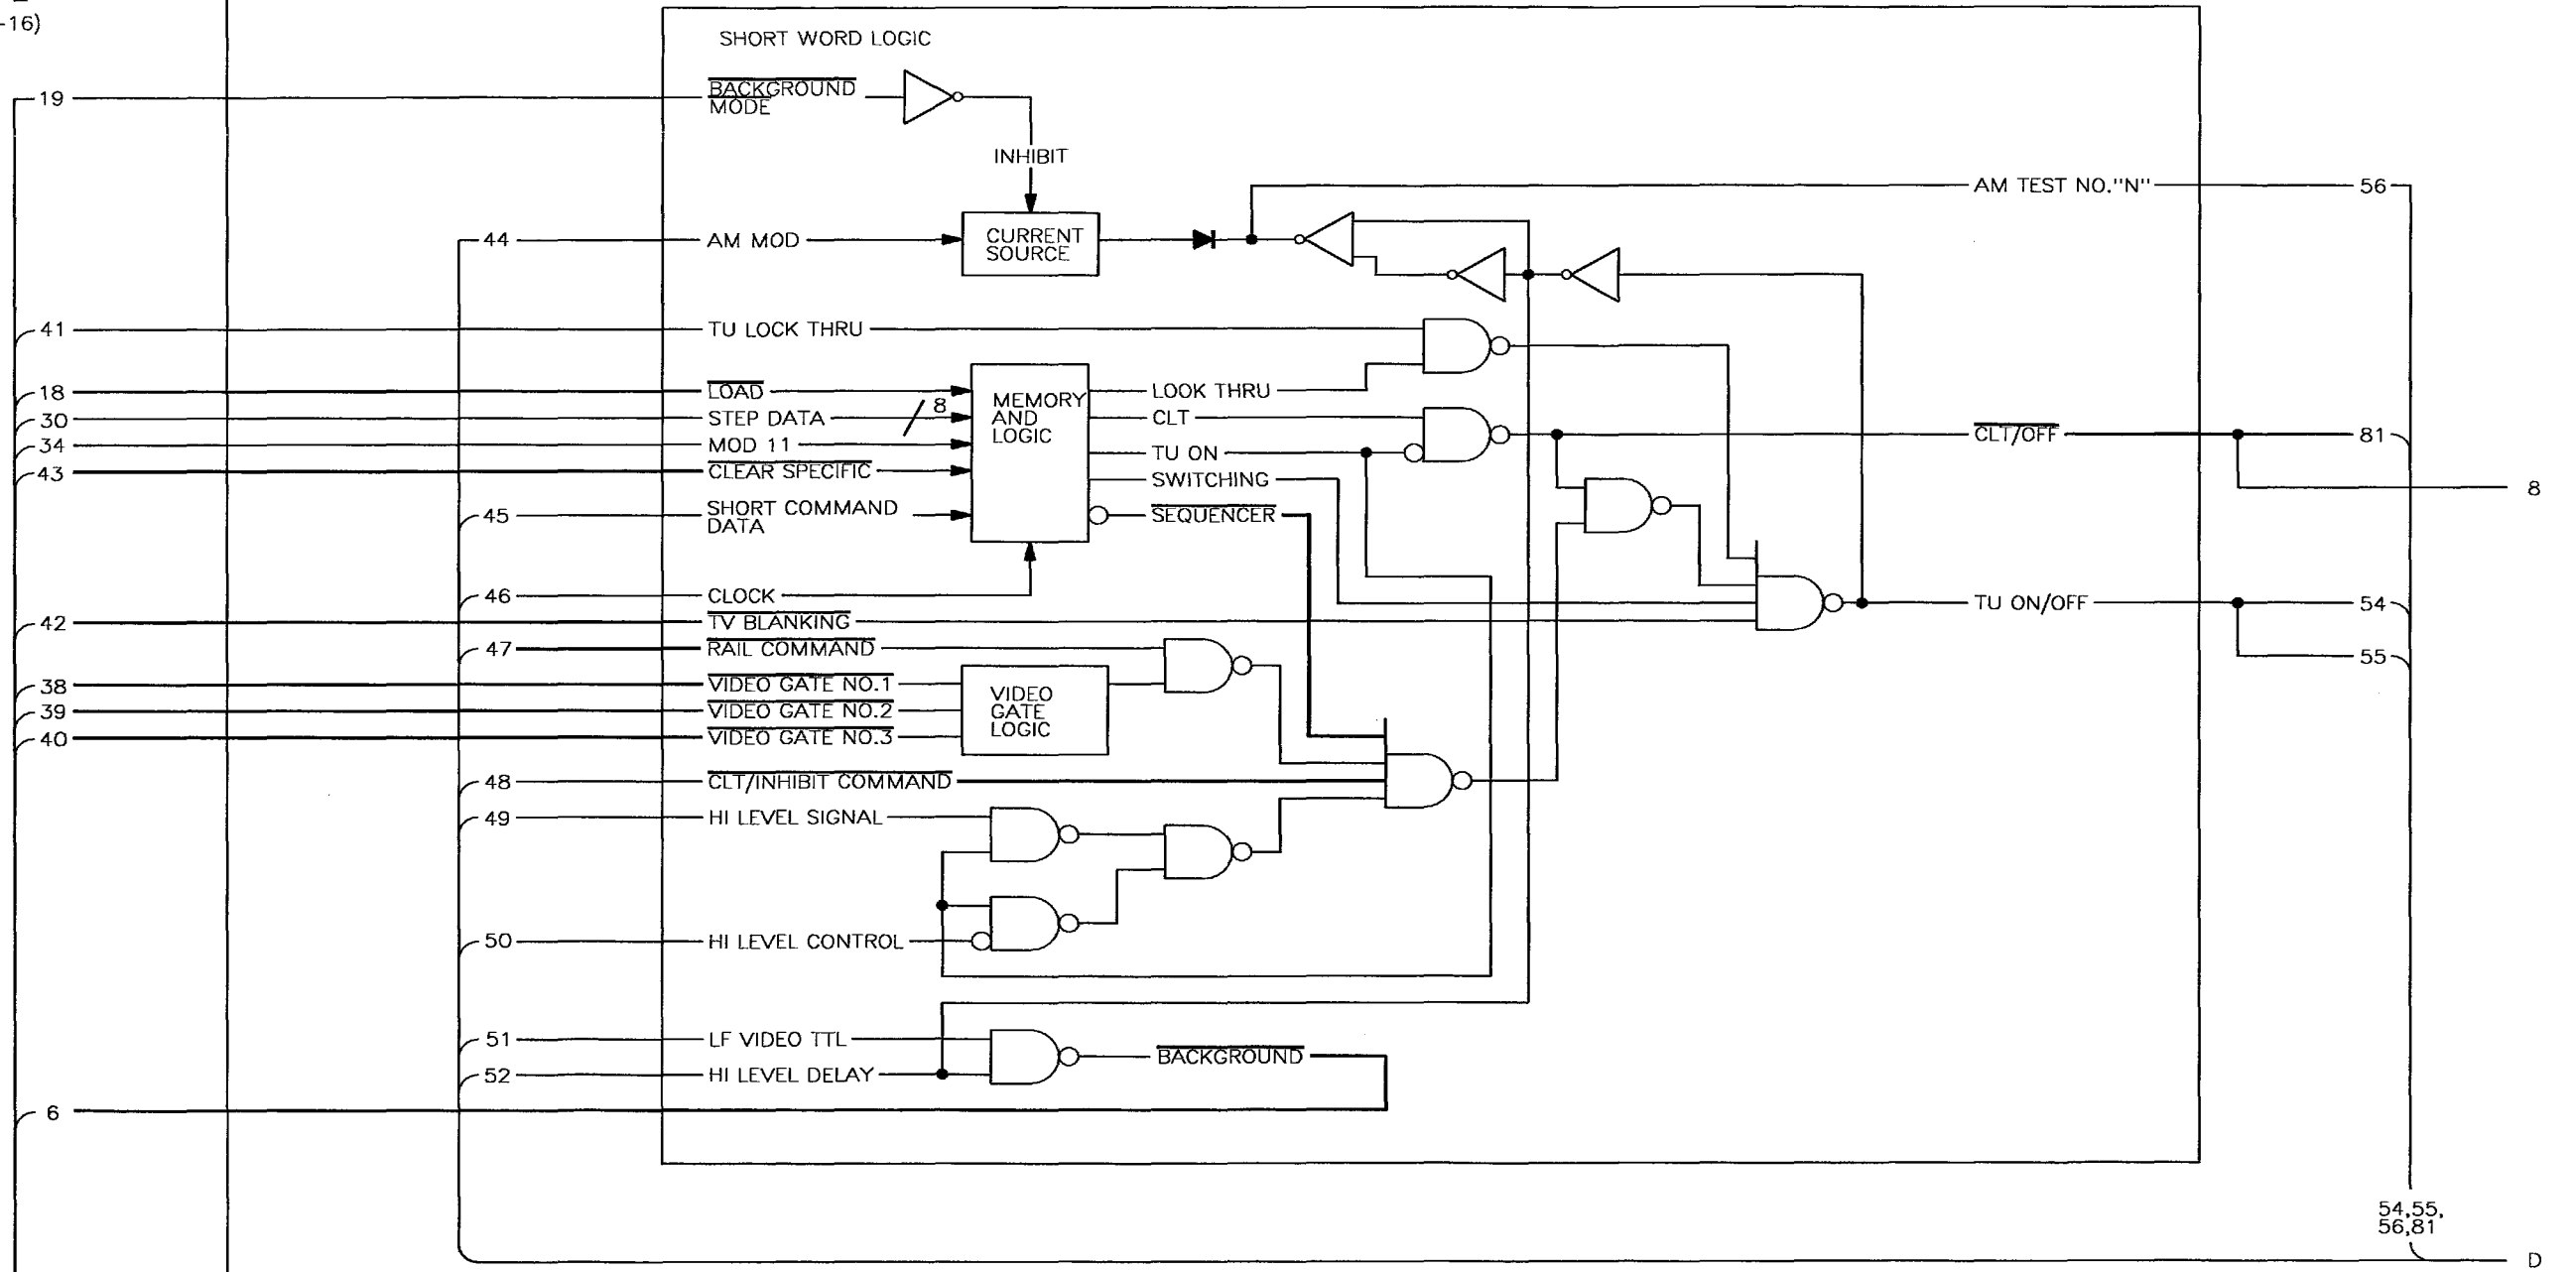 -16)
SHORT WORD LOGIC
19
BACKGROUND
MODE
INHIBIT
AM TEST NO."N"
56
44
AM MOD
CURRENT
SOURCE
41
TU LOCK THRU
18
LOAD
8
MEMORY
AND
LOGIC
LOOK THRU
30
STEP DATA
CLT
CLT/OFF
81
34
MOD 11
TU ON
43
CLEAR SPECIFIC
SWITCHING
8
45
SHORT COMMAND
DATA
SEQUENCER
46
CLOCK
TU ON/OFF
54
42
TV BLANKING
47
RAIL COMMAND
55
38
VIDEO GATE NO.1
39
VIDEO GATE NO.2
40
VIDEO GATE NO.3
VIDEO
GATE
LOGIC
48
CLT/INHIBIT COMMAND
49
HI LEVEL SIGNAL
50
HI LEVEL CONTROL
51
LF VIDEO TTL
BACKGROUND
52
HI LEVEL DELAY
6
54,55,
56,81
D